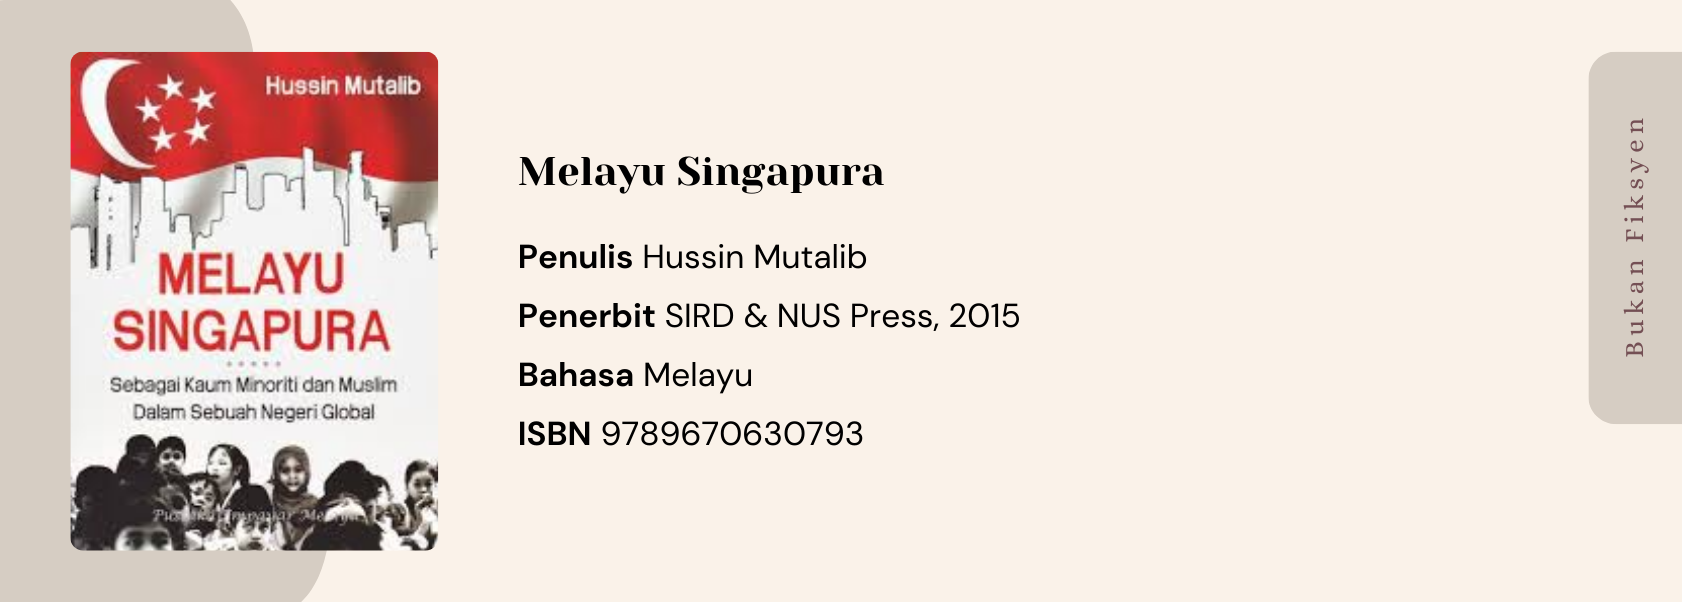 Hussin Mutalib
MELAYU
SINGAPURA
Sebagai Kaum Minoriti dan Muslim
Dalam Sebuah Negeri Global
Melayu Singapura
Penulis Hussin Mutalib
Penerbit SIRD & NUS Press, 2015
Bahasa Melayu
ISBN 9789670630793
Bukan Fiksyen